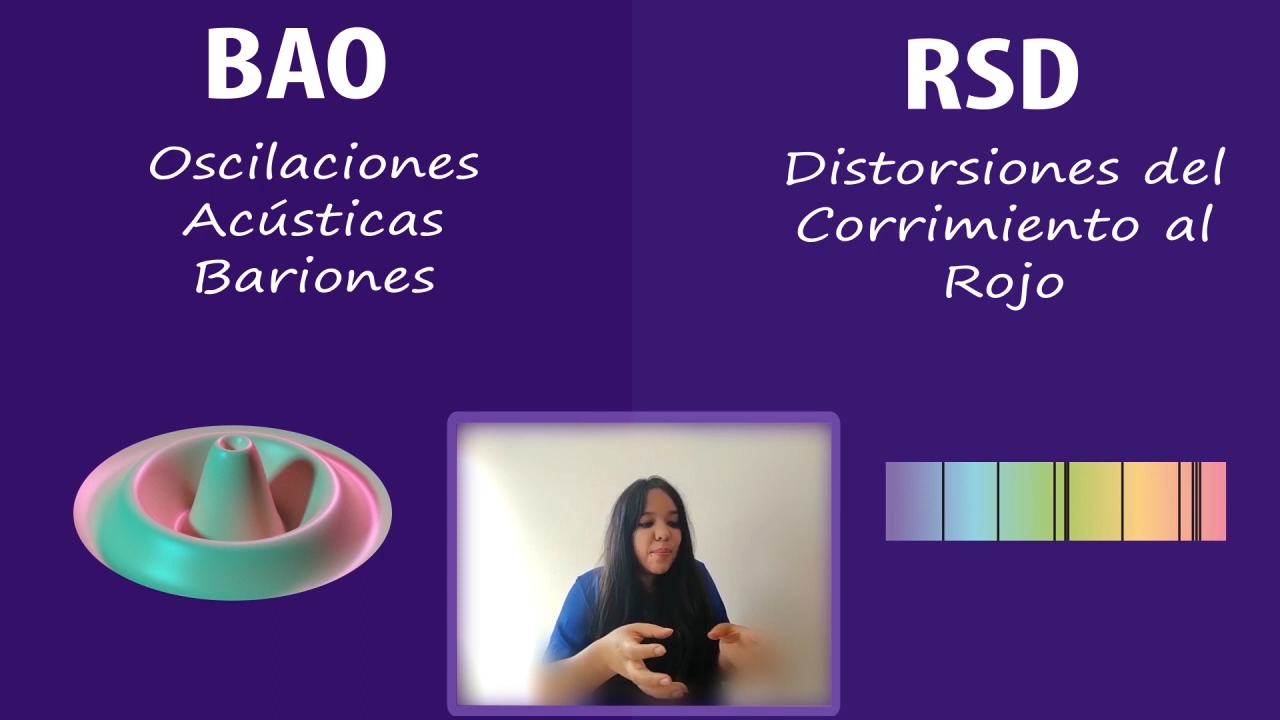 BAO
Oscilaciones
Acústicas
Bariones
RSD
Distorsiones del
Corrimiento al
Rojo